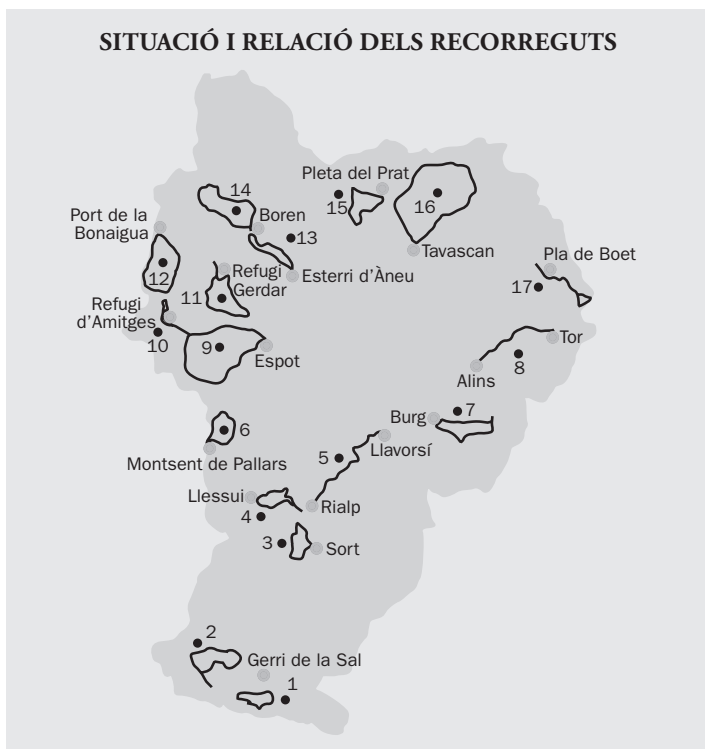 SITUACIÓ I RELACIÓ DELS RECORREGUTS
Pleta del Prat
14
15
16
Port de la
Bonaigua
Boren
13
Tavascan
Pla de Boet
12
Refugi
Gerdar
Esterri d'Àneu
17
11
Refugi
d'Amitges
10
9
Espot
Tor
8
Alins
7
Burg
6
Llavorsí
5
Montsent de Pallars
Llessui
Rialp
4
3
Sort
2
Gerri de la Sal
1